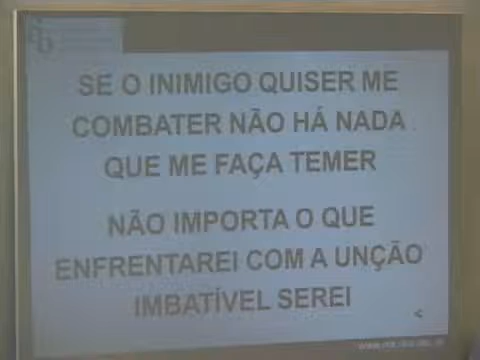 SE O INIMIGO QUISER ME
COMBATER NÃO HÁ NADA
QUE ME FAÇA TEMER
NÃO IMPORTA O QUE
ENFRENTAREI COM A UNÇÃO
IMBATÍVEL SEREI
<